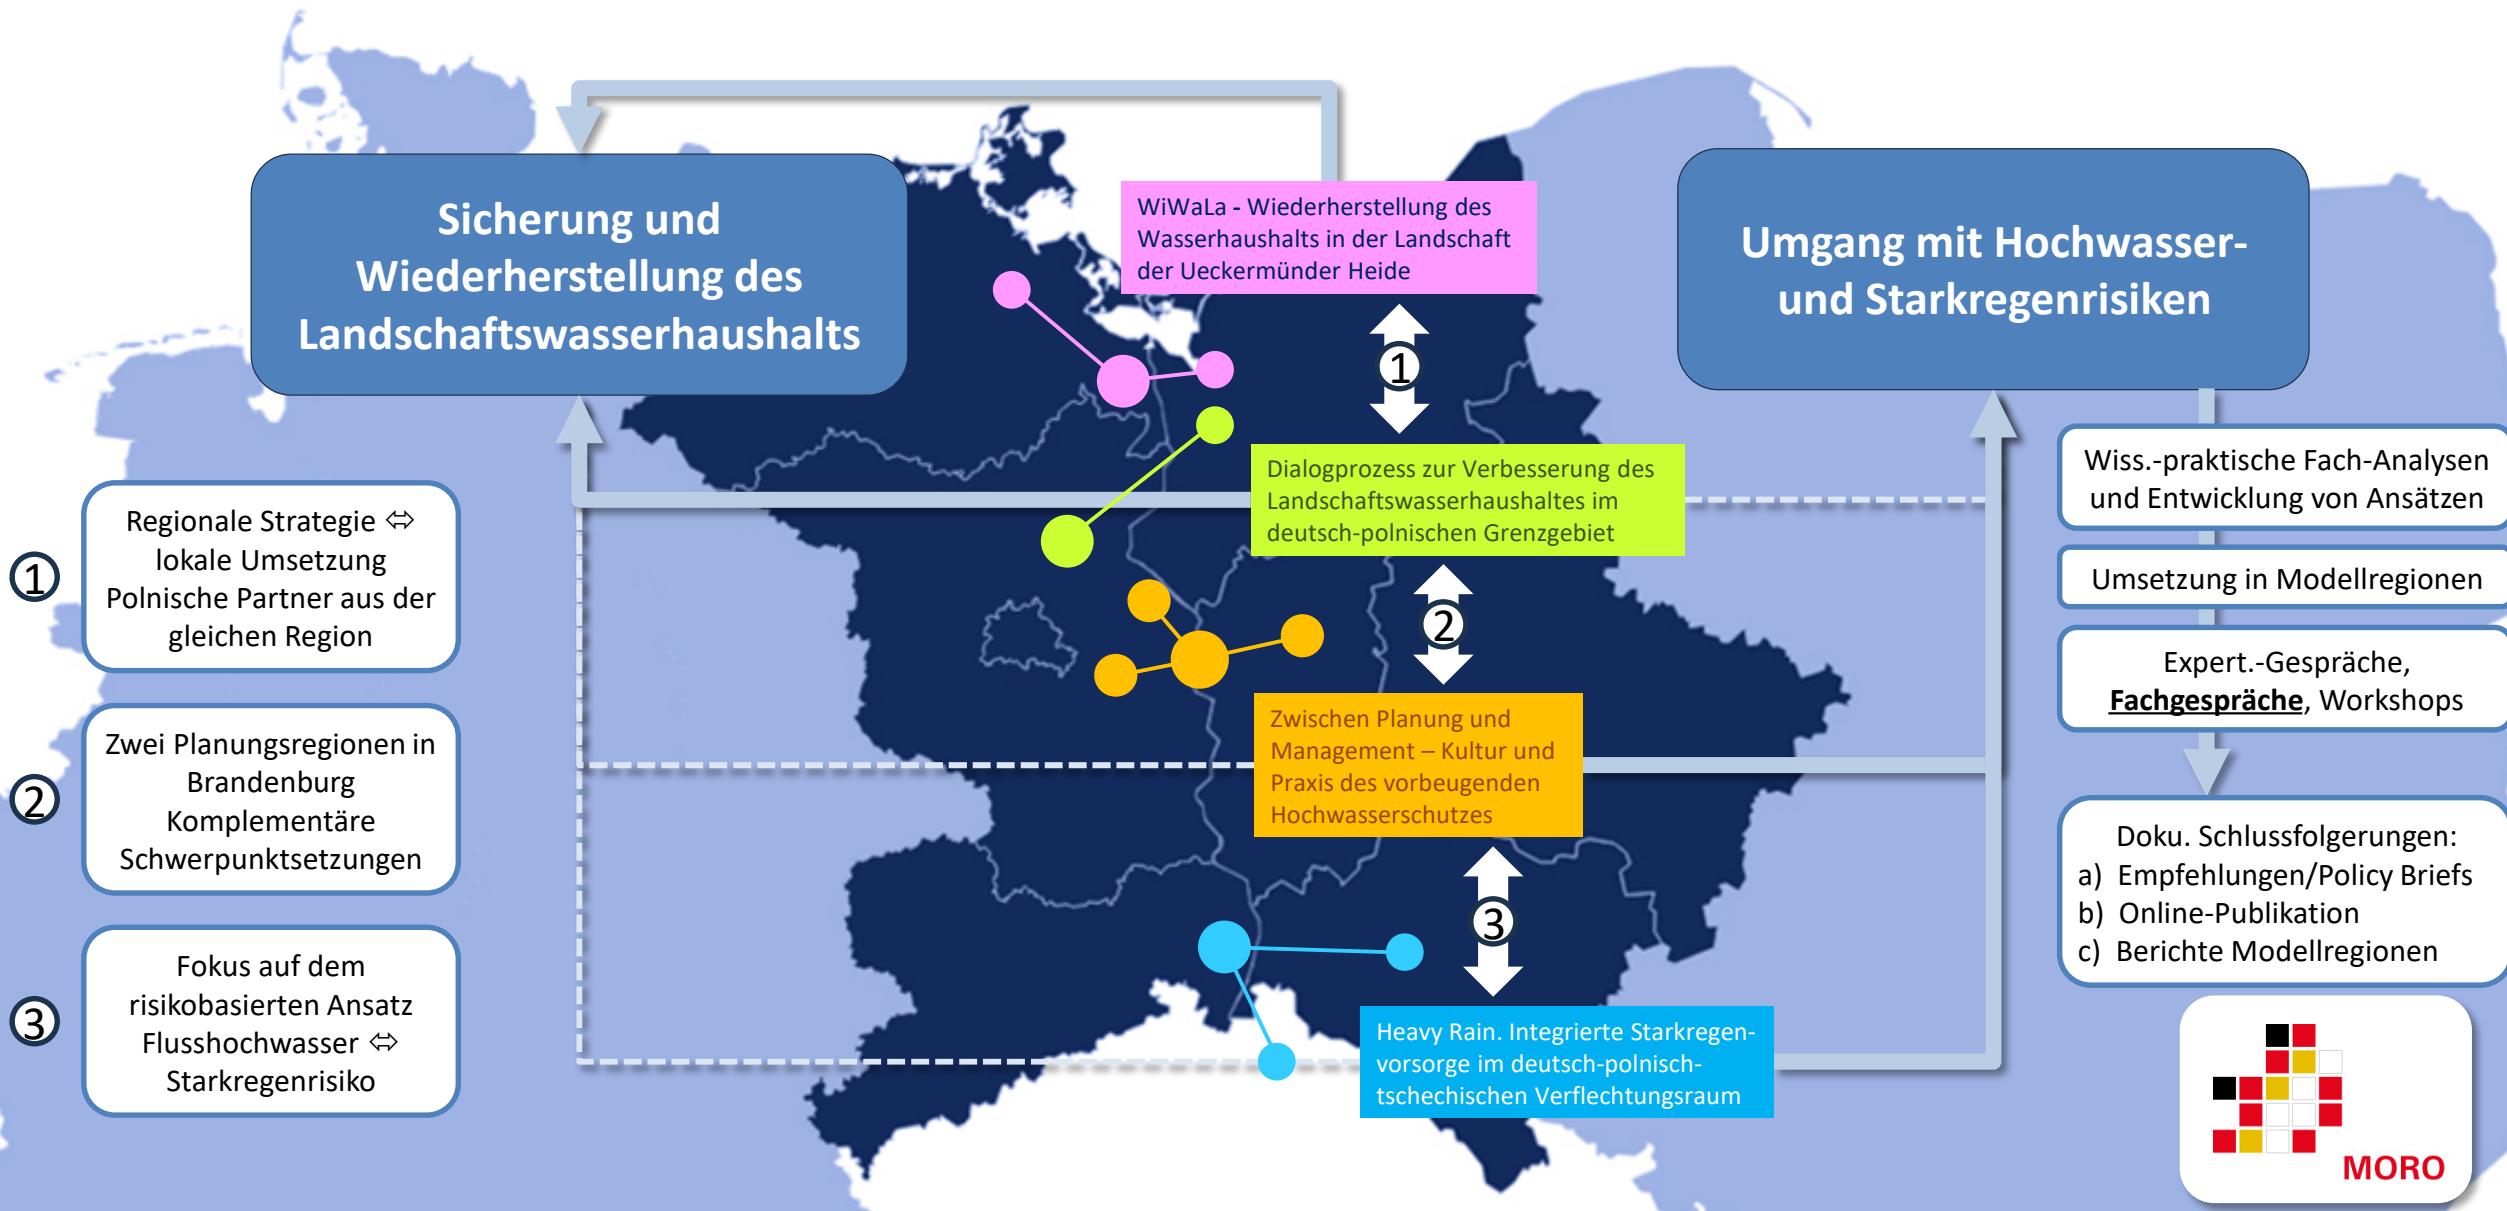 Sicherung und
Wiederherstellung des
Landschaftswasserhaushalts
WiWaLa - Wiederherstellung des
Wasserhaushalts in der Landschaft
der Ueckermünder Heide
Umgang mit Hochwasser-
und Starkregenrisiken
1
Dialogprozess zur Verbesserung des
Landschaftswasserhaushaltes im
deutsch-polnischen Grenzgebiet
2
Zwischen Planung und
Management – Kultur und
Praxis des vorbeugenden
Hochwasserschutzes
3
Heavy Rain. Integrierte Starkregen-
vorsorge im deutsch-polnisch-
tschechischen Verflechtungsraum
1
Regionale Strategie ⇔
lokale Umsetzung
Polnische Partner aus der
gleichen Region
2
Zwei Planungsregionen in
Brandenburg
Komplementäre
Schwerpunktsetzungen
3
Fokus auf dem
risikobasierten Ansatz
Flusshochwasser ⇔
Starkregenrisiko
Wiss.-praktische Fach-Analysen
und Entwicklung von Ansätzen
Umsetzung in Modellregionen
Expert.-Gespräche,
Fachgespräche, Workshops
Doku. Schlussfolgerungen:
a) Empfehlungen/Policy Briefs
b) Online-Publikation
c) Berichte Modellregionen
MORO